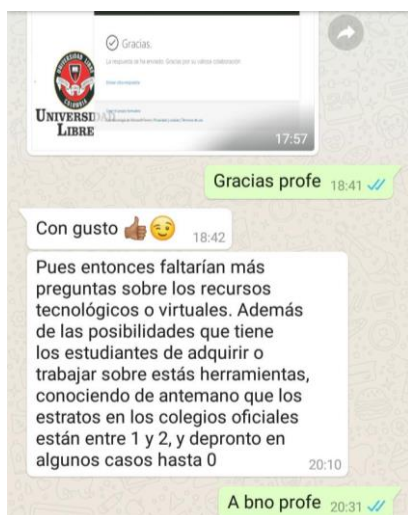 Gracias.
La respuesta se ha enviado. Gracias por su valiosa colaboración
UNIVERSIDAD
LIBRE
17:57
Gracias profe 18:41
Con gusto 👍🏽😉 18:42
Pues entonces faltarían más
preguntas sobre los recursos
tecnológicos o virtuales. Además
de las posibilidades que tiene
los estudiantes de adquirir o
trabajar sobre estás herramientas,
conociendo de antemano que los
estratos en los colegios oficiales
están entre 1 y 2, y depronto en
algunos casos hasta 0 20:10
A bno profe 20:31